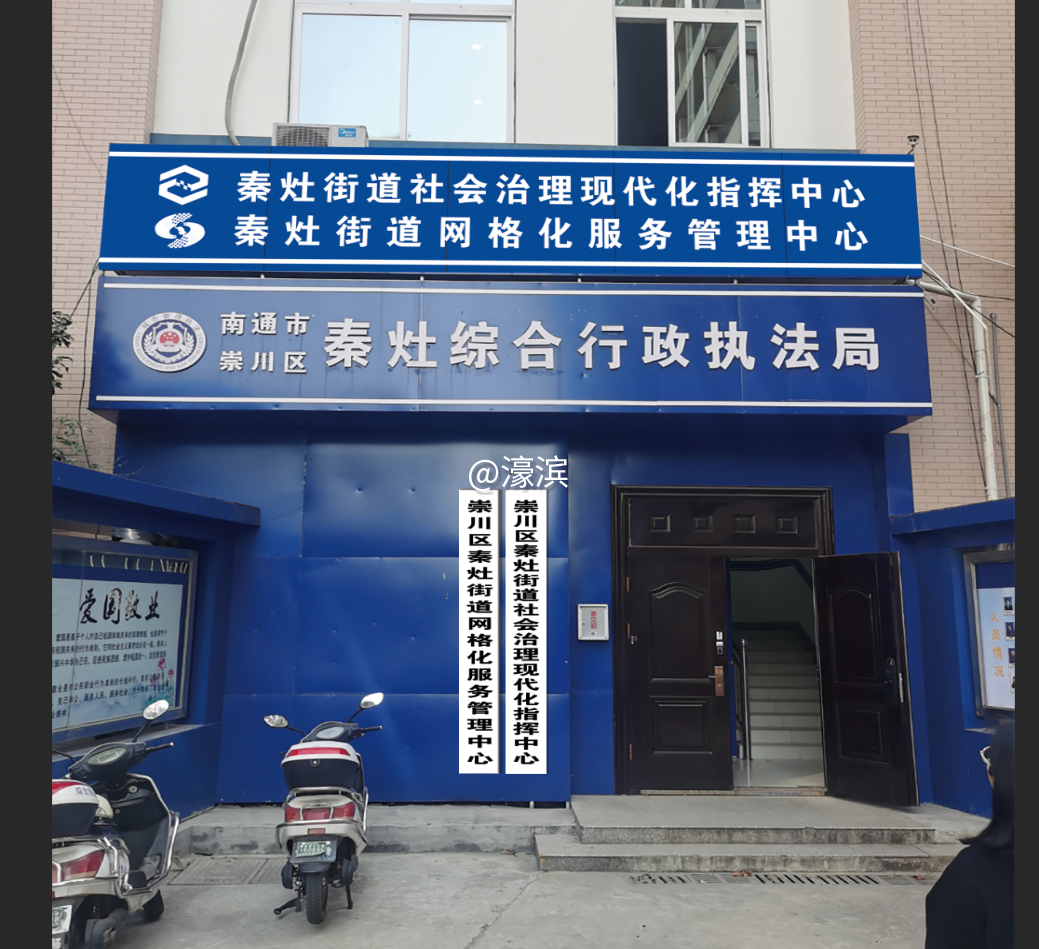 秦灶街道社会治理现代化指挥中心
秦灶街道网格化服务管理中心
南通市
崇川区
秦灶综合行政执法局
@濠滨
崇川区秦灶街道网格化服务管理中心
崇川区秦灶街道社会治理现代化指挥中心
爱国敬业
人员情况